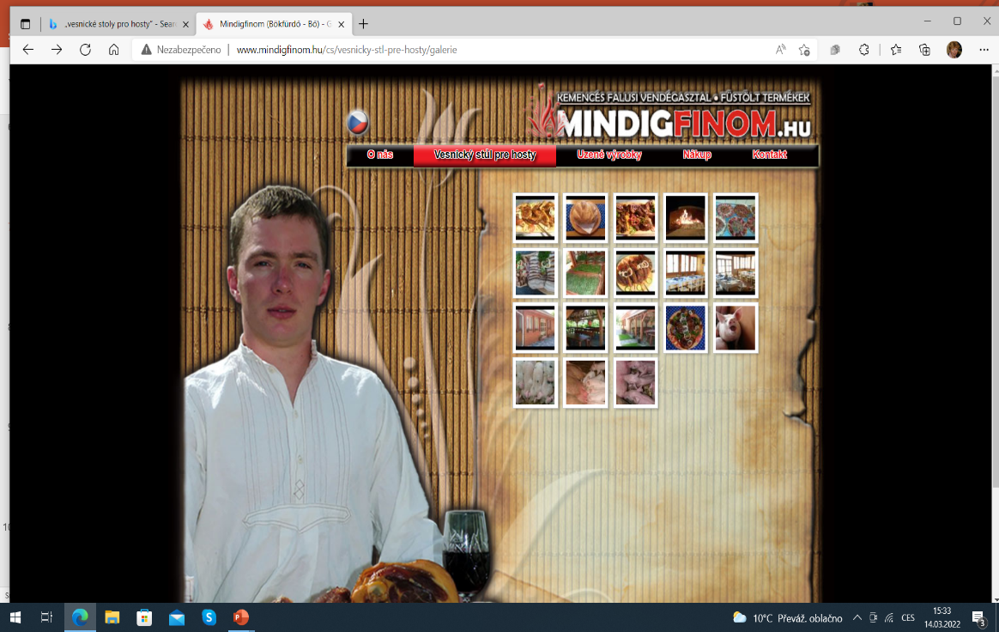 „vesnické stoly pro hosty“ - Sear
Mindigfinom (Bökfürdő - Bő) - G
Nezabezpečeno
www.mindigfinom.hu/cs/vesnicky-stl-pre-hosty/galerie
KEMENCÉS FALUSI VENDÉGASZTAL • FÜSTÖLT TERMÉKEK
MINDIGFINOM.HU
O nás
Vesnický stůl pre hosty
Uzené výrobky
Nákup
Kontakt
10°C Převáž. oblačno
CES
15:33
14.03.2022
3